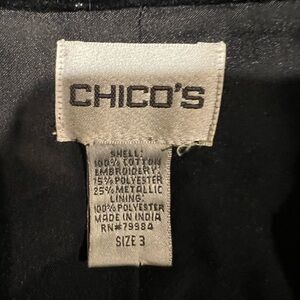 CHICO'S
SHELL:
100% COTTON
EMBROIDERY:
75% POLYESTER
25% METALLIC
LINING:
100% POLYESTER
MADE IN INDIA
RN#79984
SIZE 3